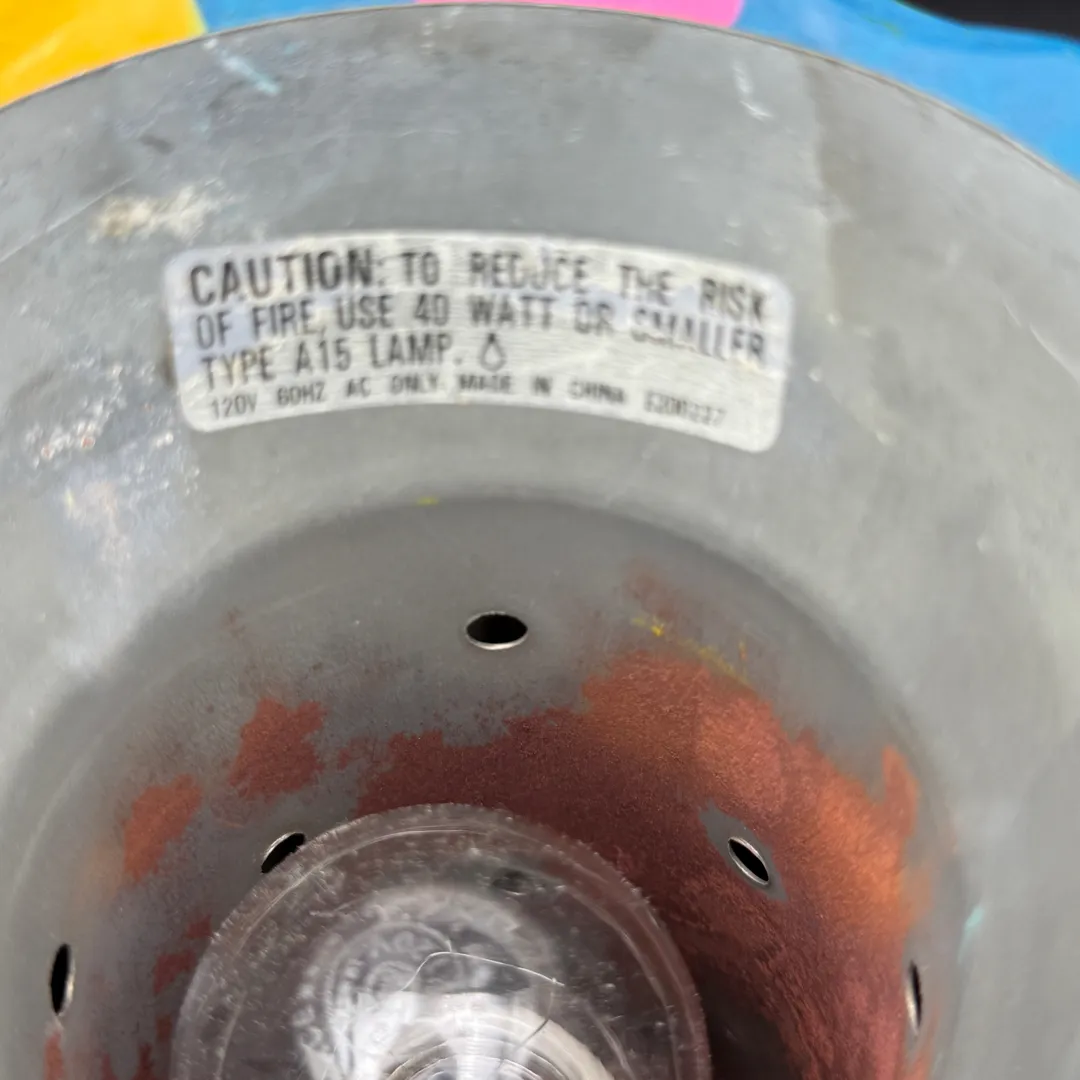 CAUTION: TO REDUCE THE RISK
OF FIRE, USE 40 WATT OR SMALLER
TYPE A15 LAMP.
120V 60HZ AC ONLY MADE IN CHINA